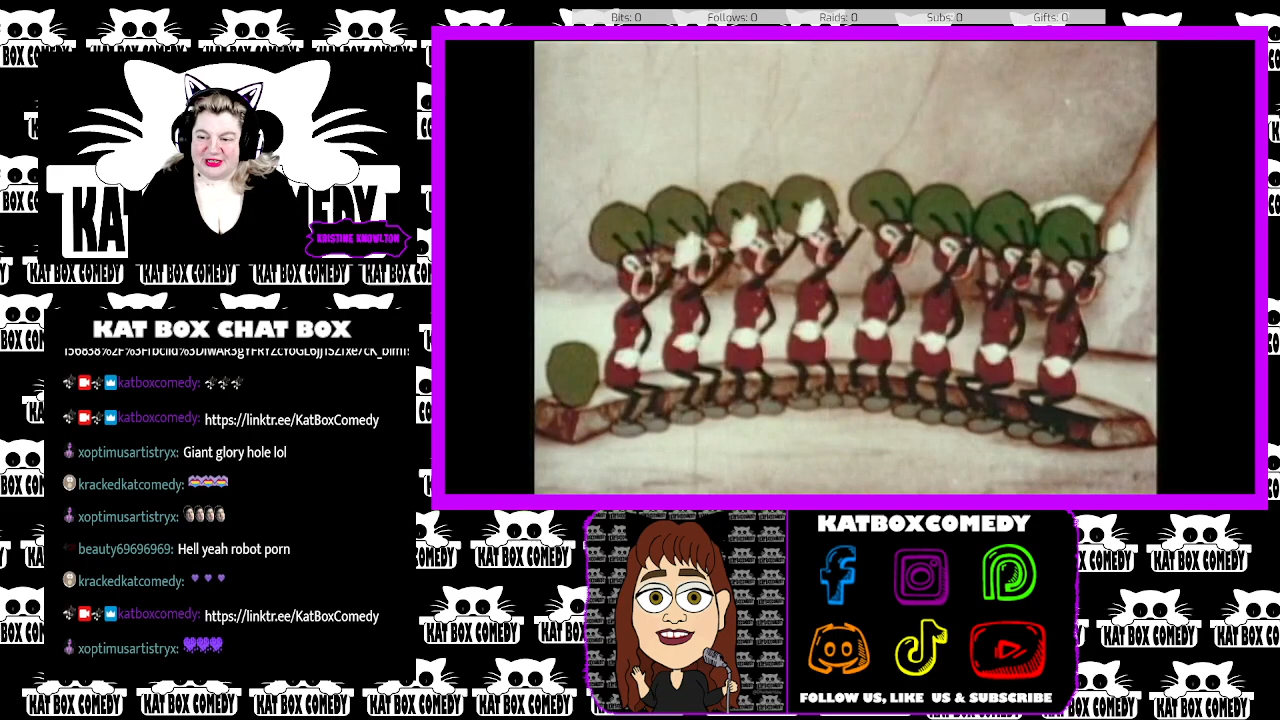 Bits: 0
Follows: 0
Raids: 0
Subs: 0
Gifts: 0
KRISTINE KNOWLTON
KAT BOX CHAT BOX
katboxcomedy:
katboxcomedy: https://linktr.ee/KatBoxComedy
xoptimusartistryx: Giant glory hole lol
krackedkatcomedy:
xoptimusartistryx:
beauty69696969: Hell yeah robot porn
krackedkatcomedy:
katboxcomedy: https://linktr.ee/KatBoxComedy
xoptimusartistryx:
KATBOXCOMEDY
FOLLOW US, LIKE US & SUBSCRIBE
KAT BOX COMEDY